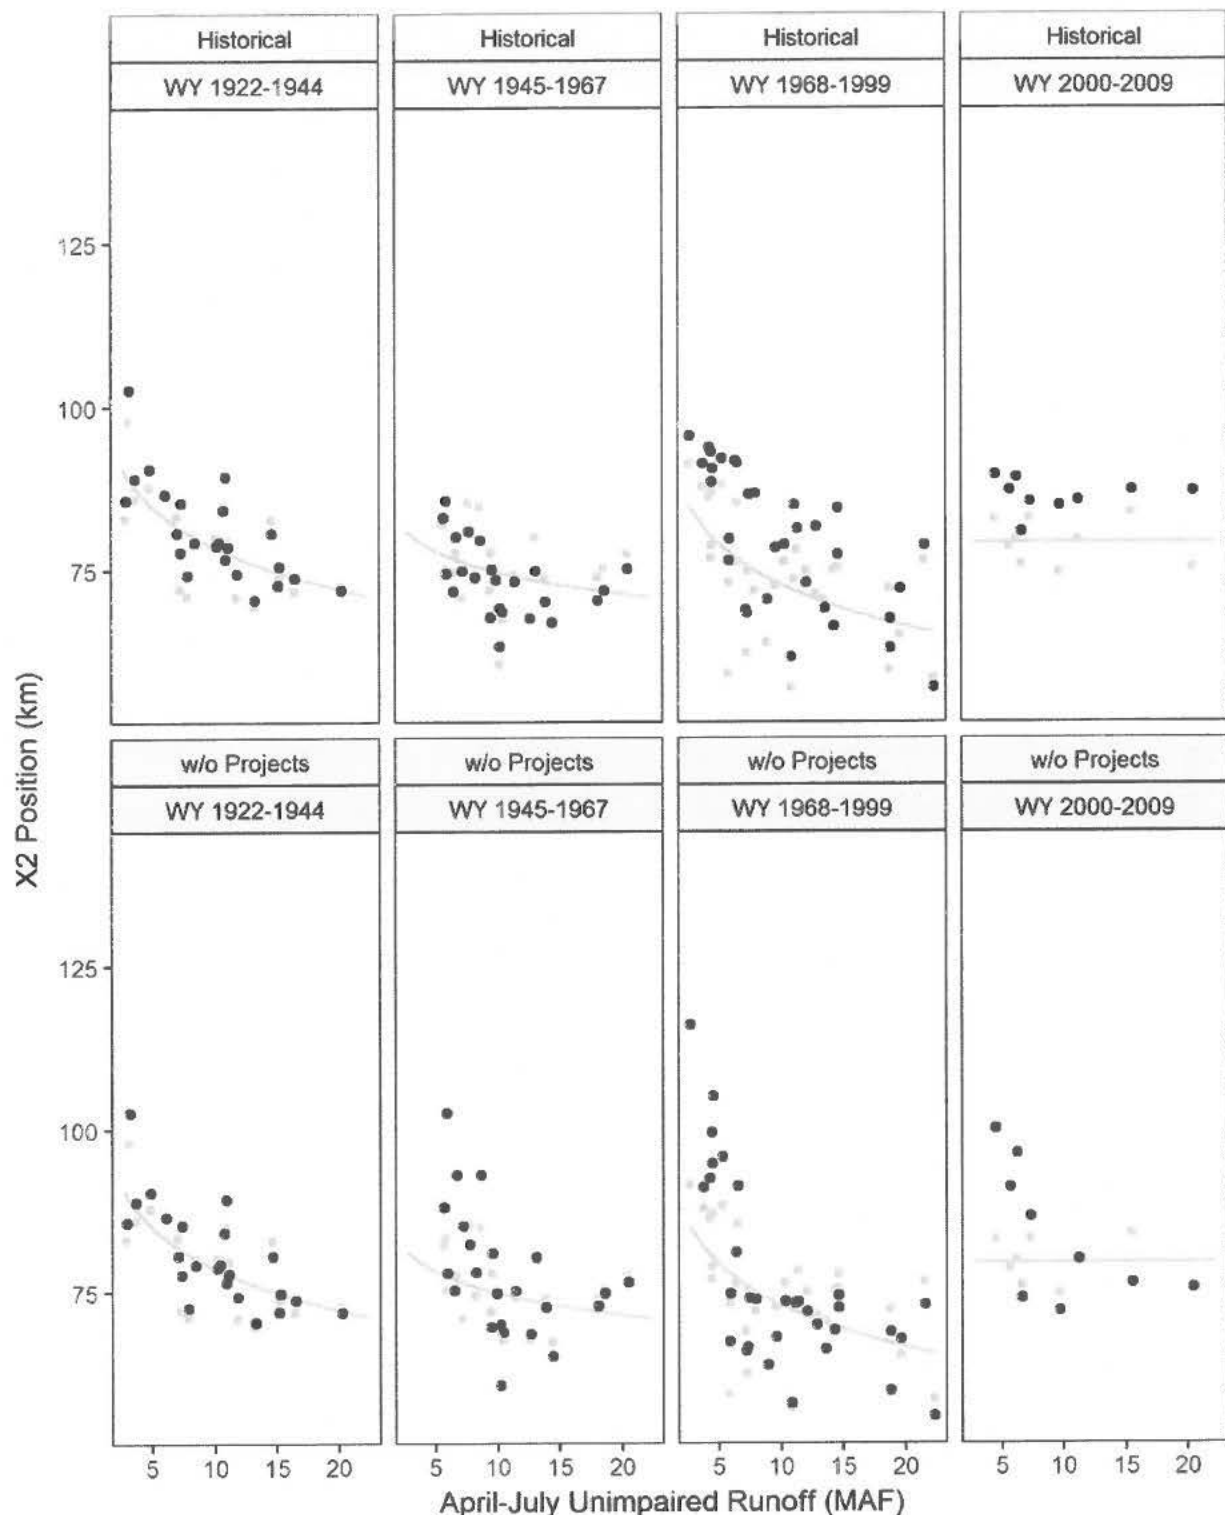 Historical Historical Historical Historical
WY 1922-1944 WY 1945-1967 WY 1968-1999 WY 2000-2009
125
100
75
X2 Position (km)
w/o Projects w/o Projects w/o Projects w/o Projects
WY 1922-1944 WY 1945-1967 WY 1968-1999 WY 2000-2009
125
100
75
5 10 15 20 5 10 15 20 5 10 15 20 5 10 15 20
April-July Unimpaired Runoff (MAF)